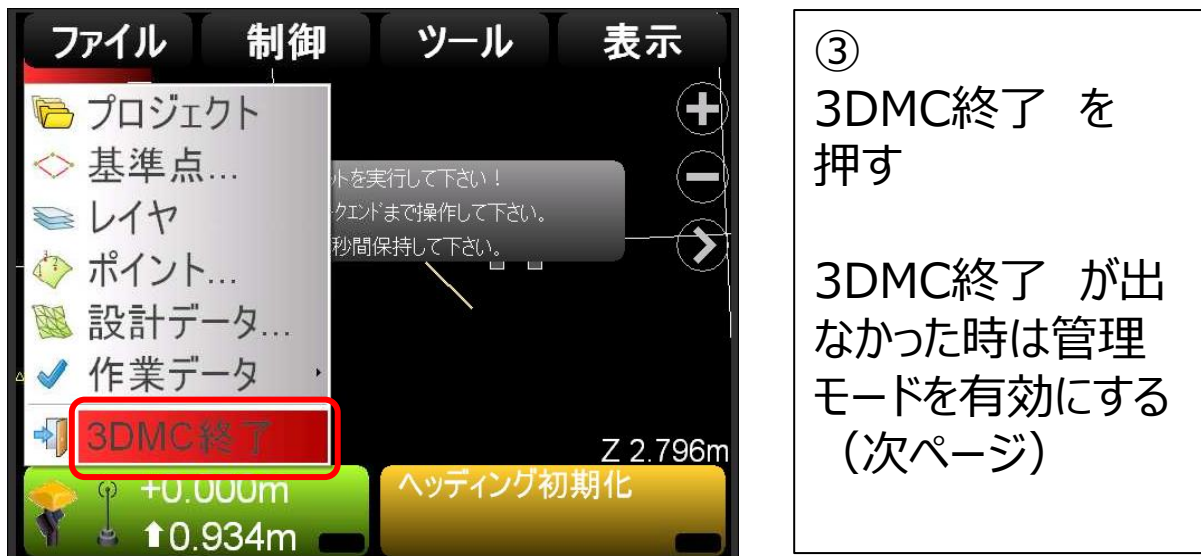 ファイル 制御 ツール 表示
プロジェクト
基準点...
レイヤ
ポイント...
設計データ...
作業データ
3DMC終了
を実行して下さい！
クエンドまで操作して下さい。
秒間保持して下さい。
Z 2.796m
+0.000m
⬆0.934m
ヘッディング初期化
③
3DMC終了 を
押す
3DMC終了 が出
なかった時は管理
モードを有効にする
（次ページ）